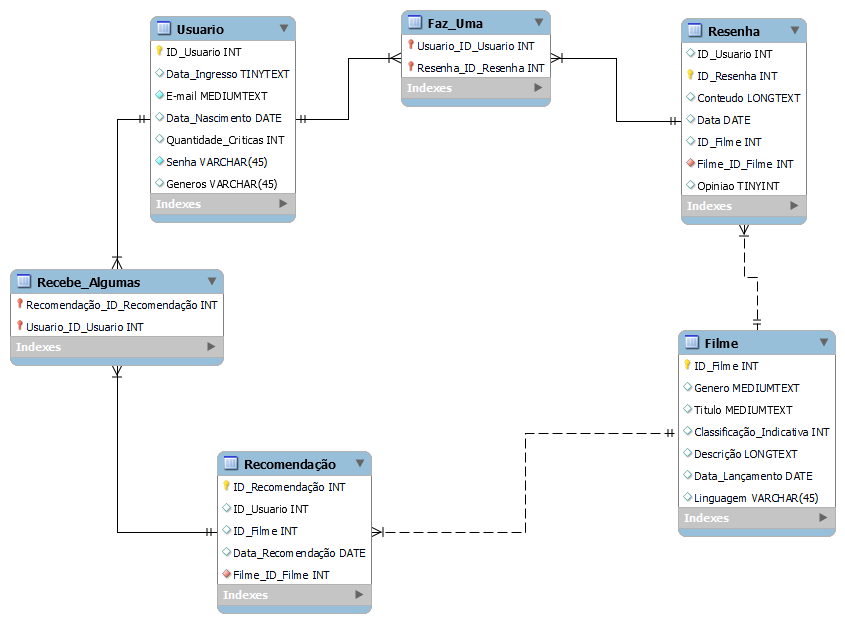 Usuario
ID_Usuario INT
Data_Ingresso TINYTEXT
E-mail MEDIUMTEXT
Data_Nascimento DATE
Quantidade_Criticas INT
Senha VARCHAR(45)
Generos VARCHAR(45)
Indexes
Faz_Uma
Usuario_ID_Usuario INT
Resenha_ID_Resenha INT
Indexes
Resenha
ID_Usuario INT
ID_Resenha INT
Conteudo LONGTEXT
Data DATE
ID_Filme INT
Filme_ID_Filme INT
Opiniao TINYINT
Indexes
Recebe_Algumas
Recomendação_ID_Recomendação INT
Usuario_ID_Usuario INT
Indexes
Filme
ID_Filme INT
Genero MEDIUMTEXT
Titulo MEDIUMTEXT
Classificação_Indicativa INT
Descrição LONGTEXT
Data_Lançamento DATE
Linguagem VARCHAR(45)
Indexes
Recomendação
ID_Recomendação INT
ID_Usuario INT
ID_Filme INT
Data_Recomendação DATE
Filme_ID_Filme INT
Indexes